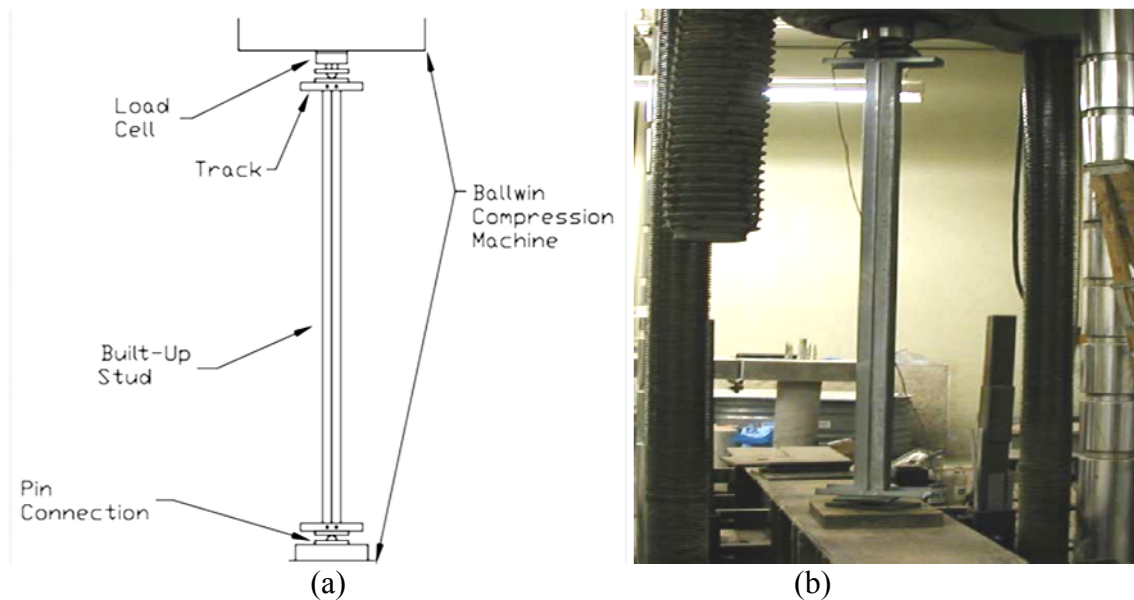 Load
Cell
Track
Ballwin
Compression
Machine
Built-Up
Stud
Pin
Connection
(a)
(b)